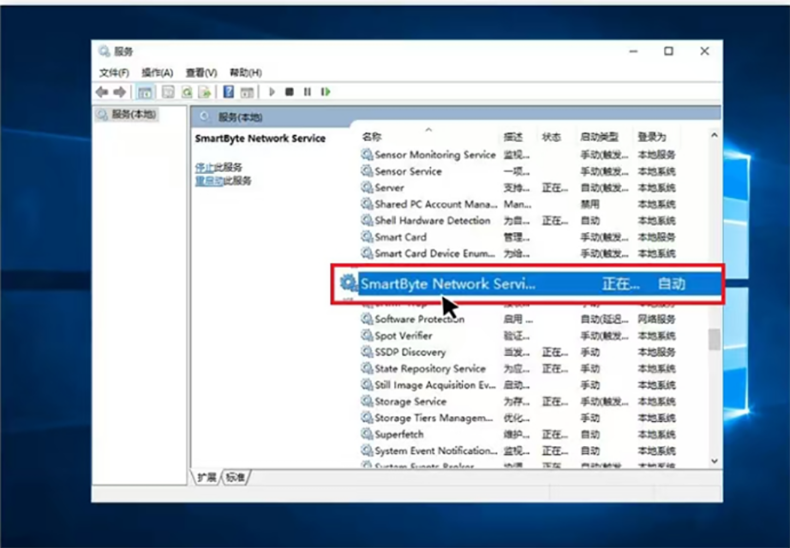 服务
文件(F) 操作(A) 查看(V) 帮助(H)
服务(本地)
服务(本地)
SmartByte Network Service
停止此服务
重启动此服务
名称 描述 状态 启动类型 登录为
Sensor Monitoring Service 监视... 手动(触发... 本地服务
Sensor Service 一项... 手动(触发... 本地系统
Server 支持... 正在... 自动(触发... 本地系统
Shared PC Account Mana... Man... 禁用 本地系统
Shell Hardware Detection 为自... 正在... 自动 本地系统
Smart Card 管理... 手动(触发... 本地服务
Smart Card Device Enum... 为给... 手动(触发... 本地系统
SmartByte Network Servi... 正在... 自动
Software Protection 启用 ... 自动(延迟... 网络服务
Spot Verifier 验证... 手动(触发... 本地系统
SSDP Discovery 当发... 正在... 手动 本地服务
State Repository Service 为应... 正在... 手动 本地系统
Still Image Acquisition Ev... 启动... 手动 本地系统
Storage Service 为存... 正在... 手动(触发... 本地系统
Storage Tiers Managem... 优化... 手动 本地系统
Superfetch 维护... 正在... 自动 本地系统
System Event Notification... 监视... 正在... 自动 本地系统
System Events Broker 协调... 正在... 自动(触发... 本地系统
扩展 标准